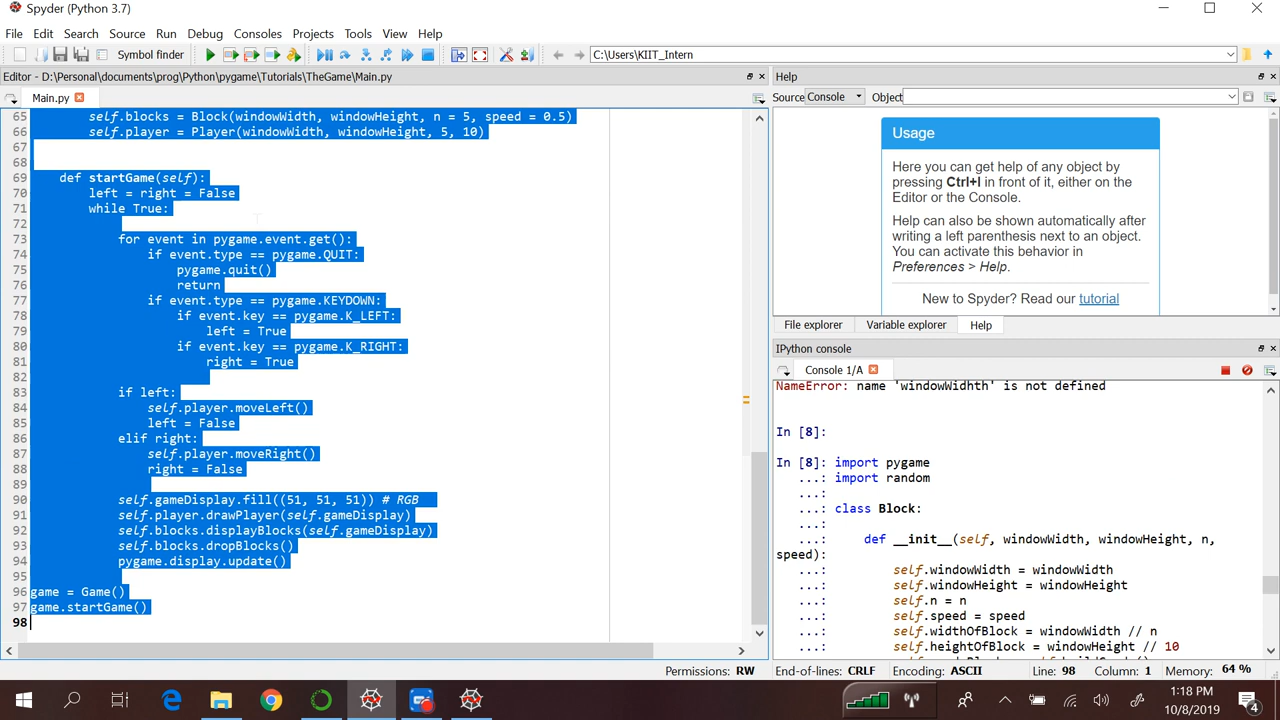 Spyder (Python 3.7)
File Edit Search Source Run Debug Consoles Projects Tools View Help
Symbol finder C:\Users\KIIT_Intern
Editor - D:\Personal\documents\prog\Python\pygame\Tutorials\TheGame\Main.py
Main.py
65 self.blocks = Block(windowWidth, windowHeight, n = 5, speed = 0.5)
66 self.player = Player(windowWidth, windowHeight, 5, 10)
67
68
69 def startGame(self):
70 left = right = False
71 while True:
72
73 for event in pygame.event.get():
74 if event.type == pygame.QUIT:
75 pygame.quit()
76 return
77 if event.type == pygame.KEYDOWN:
78 if event.key == pygame.K_LEFT:
79 left = True
80 if event.key == pygame.K_RIGHT:
81 right = True
82
83 if left:
84 self.player.moveLeft()
85 left = False
86 elif right:
87 self.player.moveRight()
88 right = False
89
90 self.gameDisplay.fill((51, 51, 51)) # RGB
91 self.player.drawPlayer(self.gameDisplay)
92 self.blocks.displayBlocks(self.gameDisplay)
93 self.blocks.dropBlocks()
94 pygame.display.update()
95
96 game = Game()
97 game.startGame()
98
Help
Source Console Object
Usage
Here you can get help of any object by
pressing Ctrl+I in front of it, either on the
Editor or the Console.
Help can also be shown automatically after
writing a left parenthesis next to an object.
You can activate this behavior in
Preferences > Help.
New to Spyder? Read our tutorial
File explorer Variable explorer Help
IPython console
Console 1/A
NameError: name 'windowWidhth' is not defined
In [8]:
In [8]: import pygame
...: import random
...:
...: class Block:
...:
...: def __init__(self, windowWidth, windowHeight, n,
speed):
...: self.windowWidth = windowWidth
...: self.windowHeight = windowHeight
...: self.n = n
...: self.speed = speed
...: self.widthOfBlock = windowWidth // n
...: self.heightOfBlock = windowHeight // 10
Permissions: RW End-of-lines: CRLF Encoding: ASCII Line: 98 Column: 1 Memory: 64 %
1:18 PM
10/8/2019
4